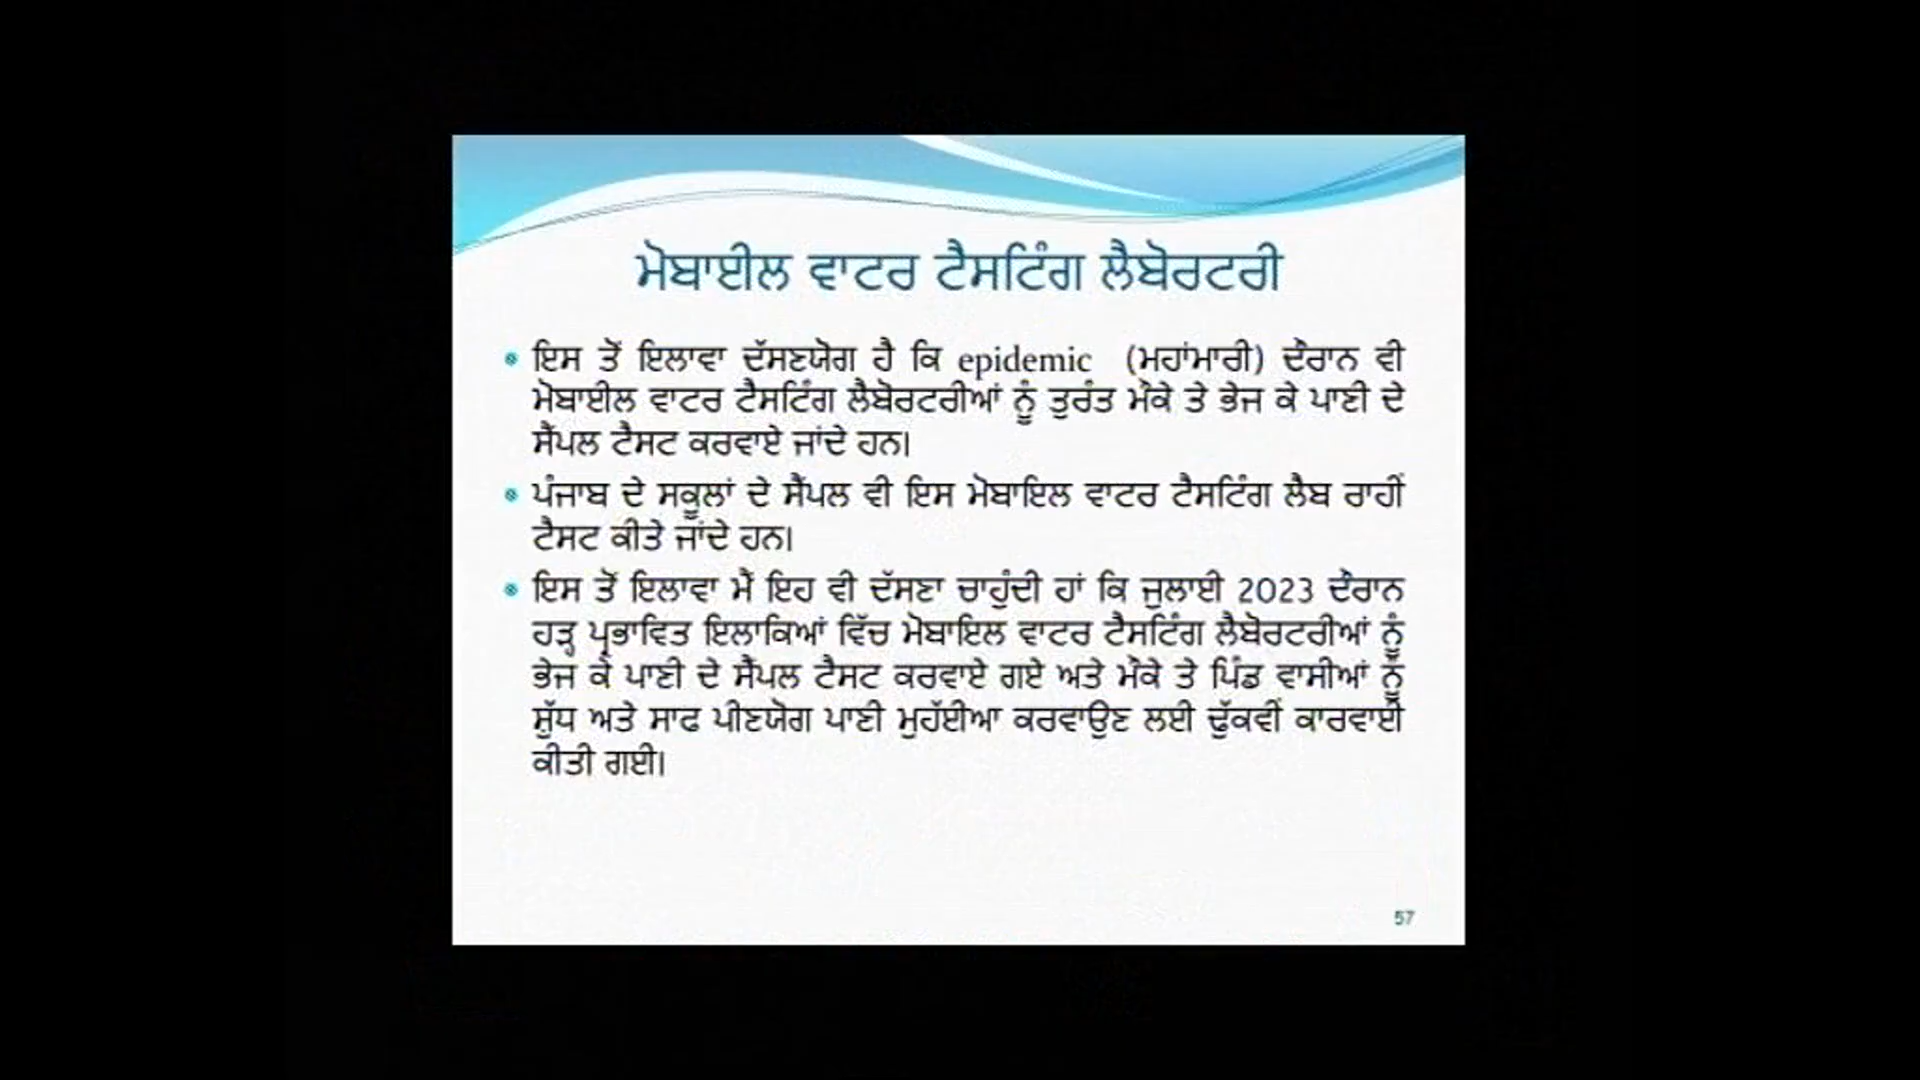 ਮੋਬਾਈਲ ਵਾਟਰ ਟੈਸਟਿੰਗ ਲੈਬੋਰਟਰੀ
ਇਸ ਤੋਂ ਇਲਾਵਾ ਦੱਸਣਯੋਗ ਹੈ ਕਿ epidemic (ਮਹਾਂਮਾਰੀ) ਦੌਰਾਨ ਵੀ
ਮੋਬਾਈਲ ਵਾਟਰ ਟੈਸਟਿੰਗ ਲੈਬੋਰਟਰੀਆਂ ਨੂੰ ਤੁਰੰਤ ਮੌਕੇ ਤੇ ਭੇਜ ਕੇ ਪਾਣੀ ਦੇ
ਸੈਂਪਲ ਟੈਸਟ ਕਰਵਾਏ ਜਾਂਦੇ ਹਨ।
ਪੰਜਾਬ ਦੇ ਸਕੂਲਾਂ ਦੇ ਸੈਂਪਲ ਵੀ ਇਸ ਮੋਬਾਇਲ ਵਾਟਰ ਟੈਸਟਿੰਗ ਲੈਬ ਰਾਹੀਂ
ਟੈਸਟ ਕੀਤੇ ਜਾਂਦੇ ਹਨ।
ਇਸ ਤੋਂ ਇਲਾਵਾ ਮੈਂ ਇਹ ਵੀ ਦੱਸਣਾ ਚਾਹੁੰਦੀ ਹਾਂ ਕਿ ਜੁਲਾਈ 2023 ਦੌਰਾਨ
ਹੜ੍ਹ ਪ੍ਰਭਾਵਿਤ ਇਲਾਕਿਆਂ ਵਿੱਚ ਮੋਬਾਇਲ ਵਾਟਰ ਟੈਸਟਿੰਗ ਲੈਬੋਰਟਰੀਆਂ ਨੂੰ
ਭੇਜ ਕੇ ਪਾਣੀ ਦੇ ਸੈਂਪਲ ਟੈਸਟ ਕਰਵਾਏ ਗਏ ਅਤੇ ਮੌਕੇ ਤੇ ਪਿੰਡ ਵਾਸੀਆਂ ਨੂੰ
ਸ਼ੁੱਧ ਅਤੇ ਸਾਫ ਪੀਣਯੋਗ ਪਾਣੀ ਮੁਹੱਈਆ ਕਰਵਾਉਣ ਲਈ ਢੁੱਕਵੀਂ ਕਾਰਵਾਈ
ਕੀਤੀ ਗਈ।
57